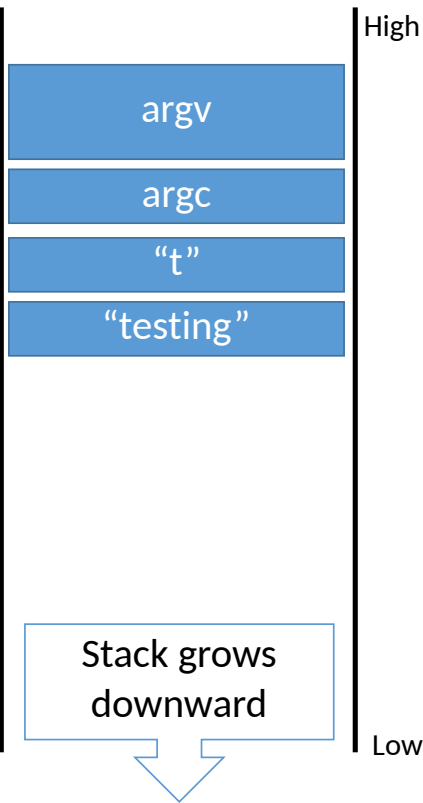 High
argv
argc
“t”
“testing”
Stack grows
downward
Low